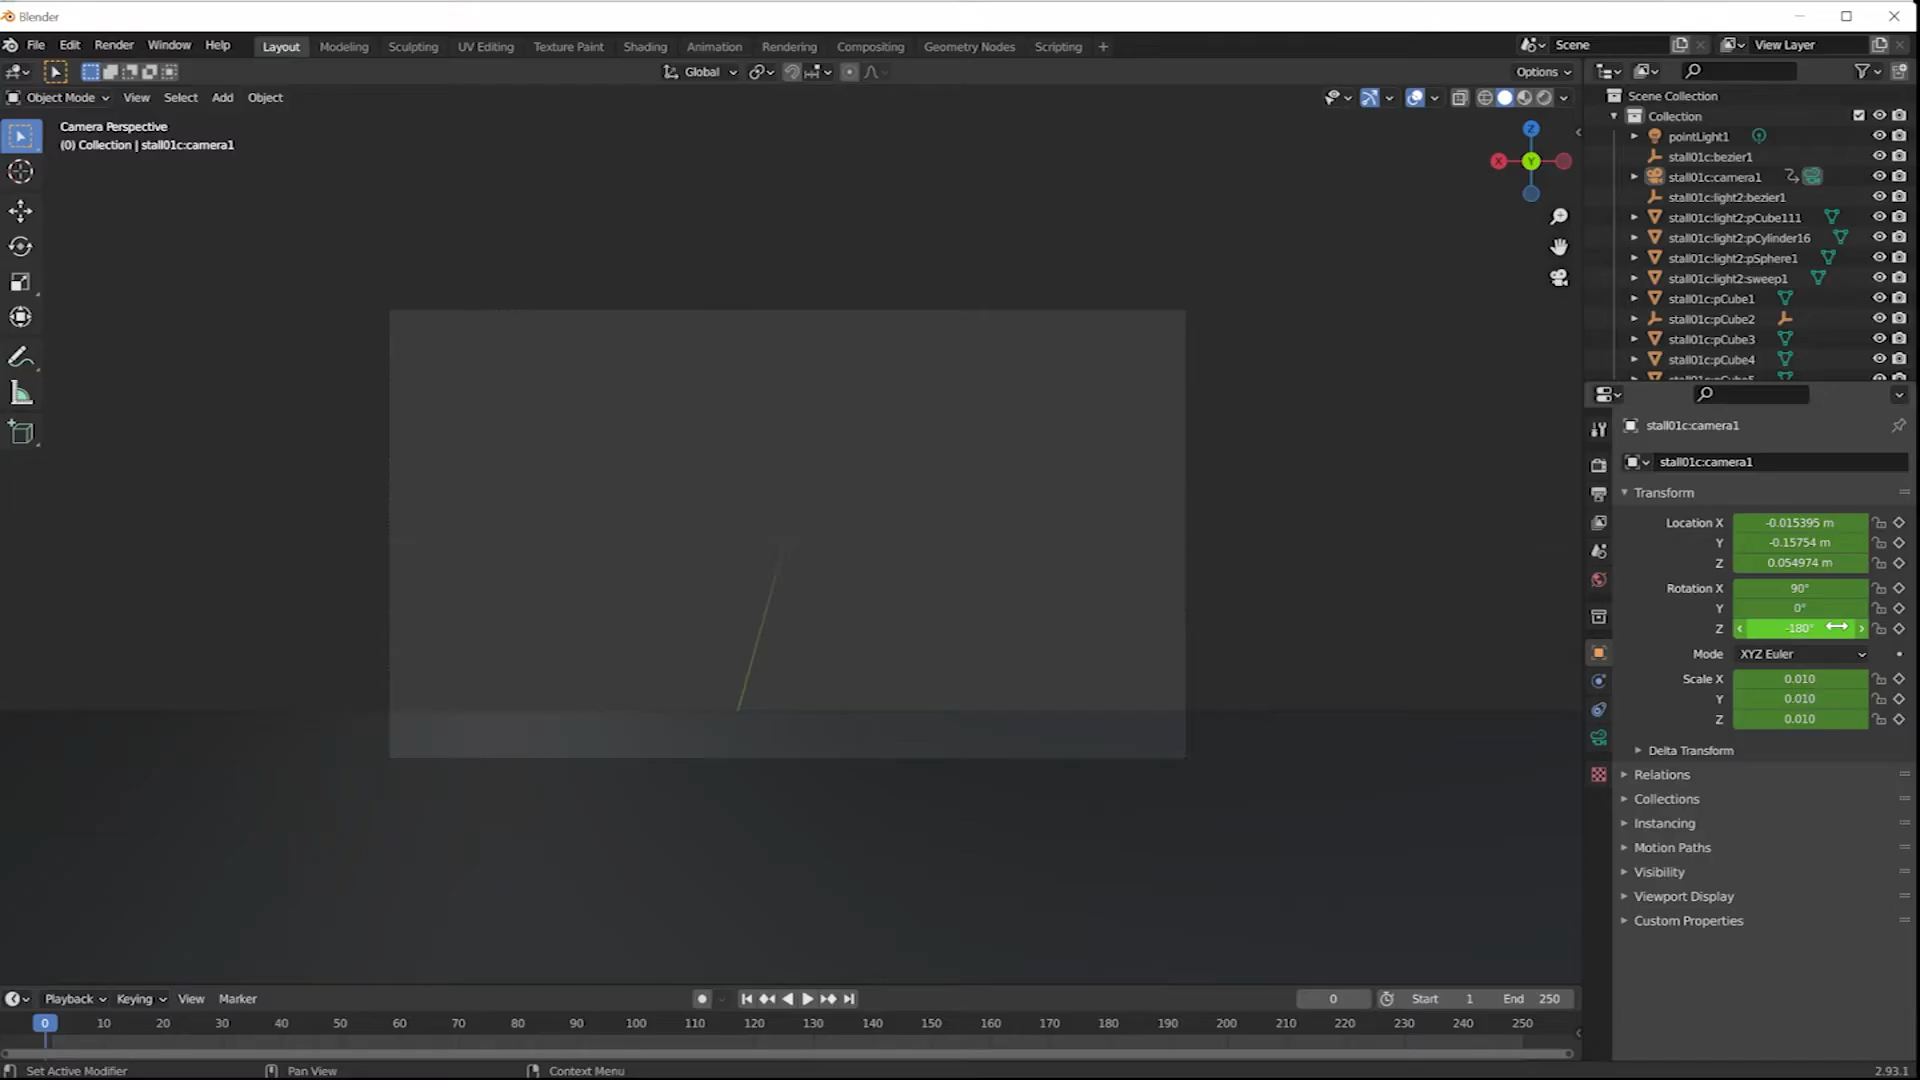 Blender
File Edit Render Window Help Layout Modeling Sculpting UV Editing Texture Paint Shading Animation Rendering Compositing Geometry Nodes Scripting + Scene View Layer
Global Options
Object Mode View Select Add Object
Camera Perspective
(0) Collection | stall01c:camera1
Z
X Y
Scene Collection
Collection
pointLight1
stall01c:bezier1
stall01c:camera1
stall01c:light2:bezier1
stall01c:light2:pCube111
stall01c:light2:pCylinder16
stall01c:light2:pSphere1
stall01c:light2:sweep1
stall01c:pCube1
stall01c:pCube2
stall01c:pCube3
stall01c:pCube4
stall01c:camera1
stall01c:camera1
Transform
Location X -0.015395 m
Y -0.15754 m
Z 0.054974 m
Rotation X 90°
Y 0°
Z -180°
Mode XYZ Euler
Scale X 0.010
Y 0.010
Z 0.010
Delta Transform
Relations
Collections
Instancing
Motion Paths
Visibility
Viewport Display
Custom Properties
Playback Keying View Marker 0 Start 1 End 250
0 10 20 30 40 50 60 70 80 90 100 110 120 130 140 150 160 170 180 190 200 210 220 230 240 250
Set Active Modifier Pan View Context Menu 2.93.1